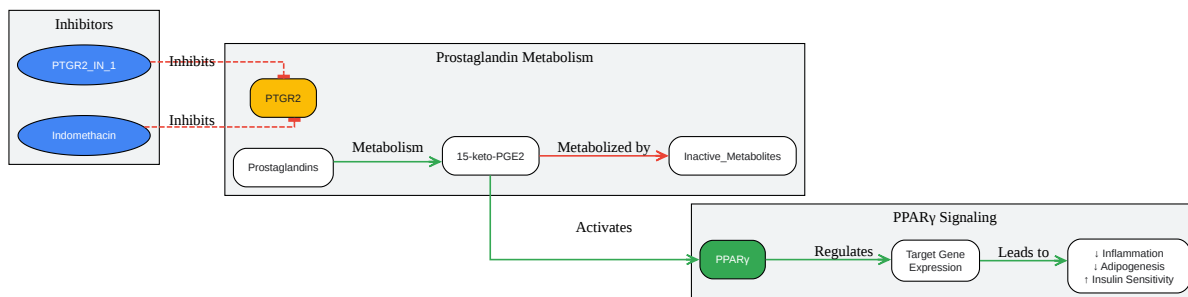 Inhibitors
PTGR2_IN_1
Indomethacin
Inhibits
Inhibits
Prostaglandin Metabolism
PTGR2
Prostaglandins
Metabolism
15-keto-PGE2
Metabolized by
Inactive_Metabolites
Activates
PPARγ Signaling
PPARγ
Regulates
Target Gene
Expression
Leads to
↓ Inflammation
↓ Adipogenesis
↑ Insulin Sensitivity